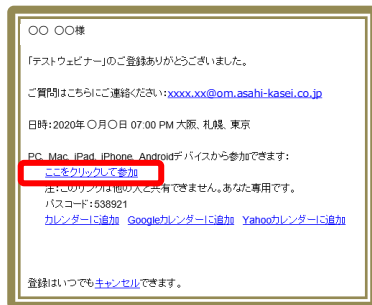 〇〇 〇〇様
「テストウェビナー」のご登録ありがとうございました。
ご質問はこちらにご連絡ください:xxxx.xx@om.asahi-kasei.co.jp
日時:2020年〇月〇日 07:00 PM 大阪、札幌、東京
PC, Mac, iPad, iPhone, Androidデバイスから参加できます:
ここをクリックして参加
注:このリンクは他の人と共有できません。あなた専用です。
パスコード:538921
カレンダーに追加 Googleカレンダーに追加 Yahooカレンダーに追加
登録はいつでもキャンセルできます。